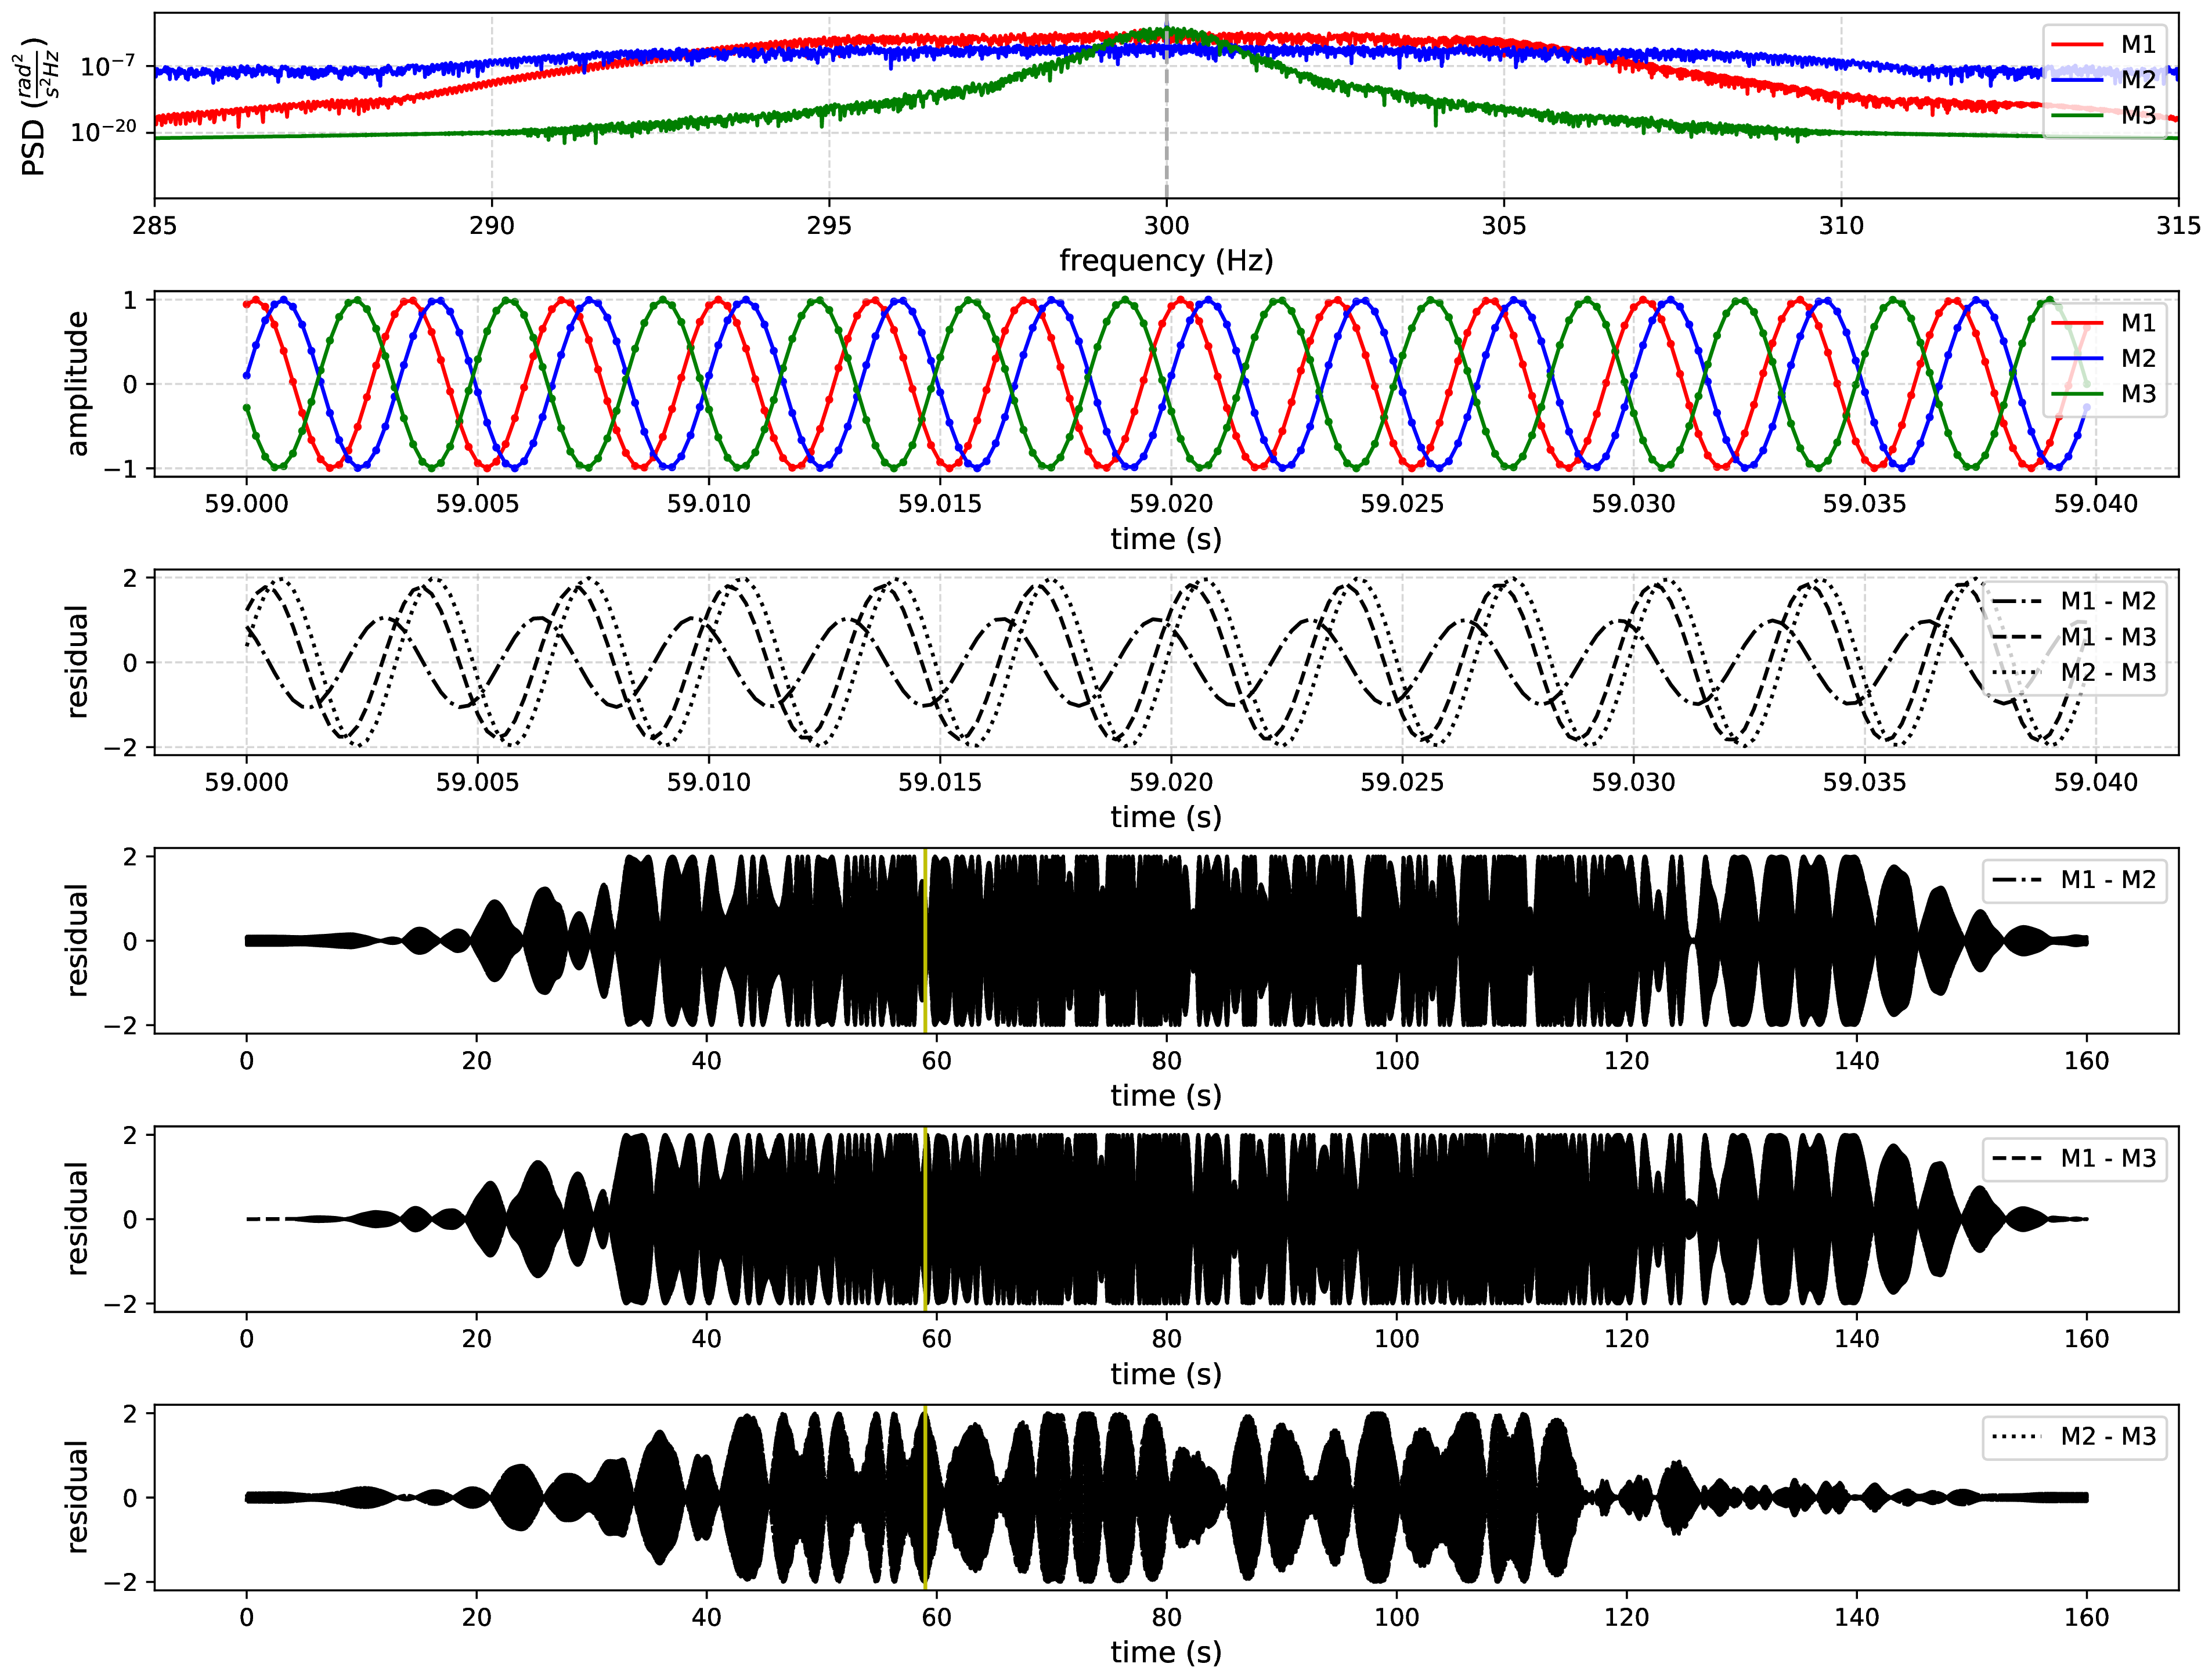 PSD (rad²/s²Hz)
10⁻⁷
10⁻²⁰
M1
M2
M3
285 290 295 300 305 310 315
frequency (Hz)
amplitude
1
0
−1
M1
M2
M3
59.000 59.005 59.010 59.015 59.020 59.025 59.030 59.035 59.040
time (s)
residual
2
0
−2
M1 - M2
M1 - M3
M2 - M3
59.000 59.005 59.010 59.015 59.020 59.025 59.030 59.035 59.040
time (s)
residual
2
0
−2
M1 - M2
0 20 40 60 80 100 120 140 160
time (s)
residual
2
0
−2
M1 - M3
0 20 40 60 80 100 120 140 160
time (s)
residual
2
0
−2
M2 - M3
0 20 40 60 80 100 120 140 160
time (s)